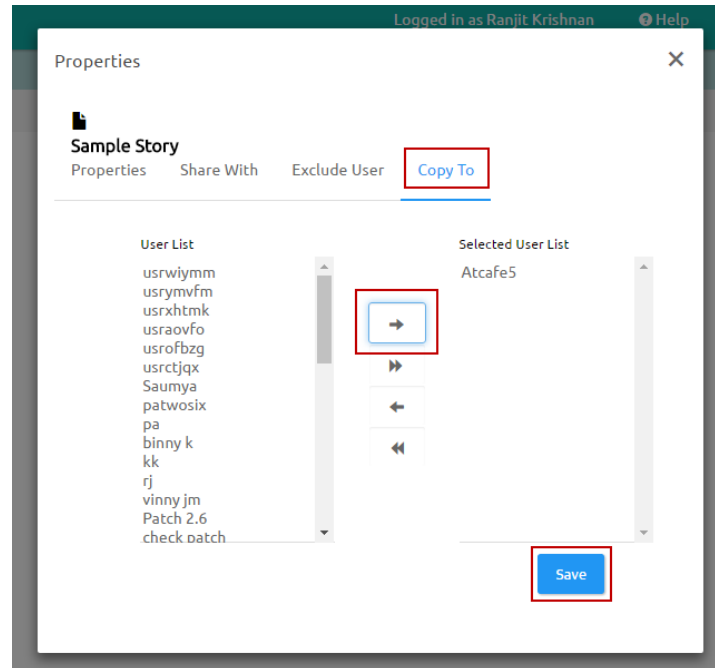 Logged in as Ranjit Krishnan Help
Properties
Sample Story
Properties Share With Exclude User Copy To
User List Selected User List
usrwiymm Atcafe5
usrymvfm
usrxhtmk
usraovfo
usrofbzg
usrctjqx
Saumya
patwosix
pa
binny k
kk
rj
vinny jm
Patch 2.6
check patch
Save